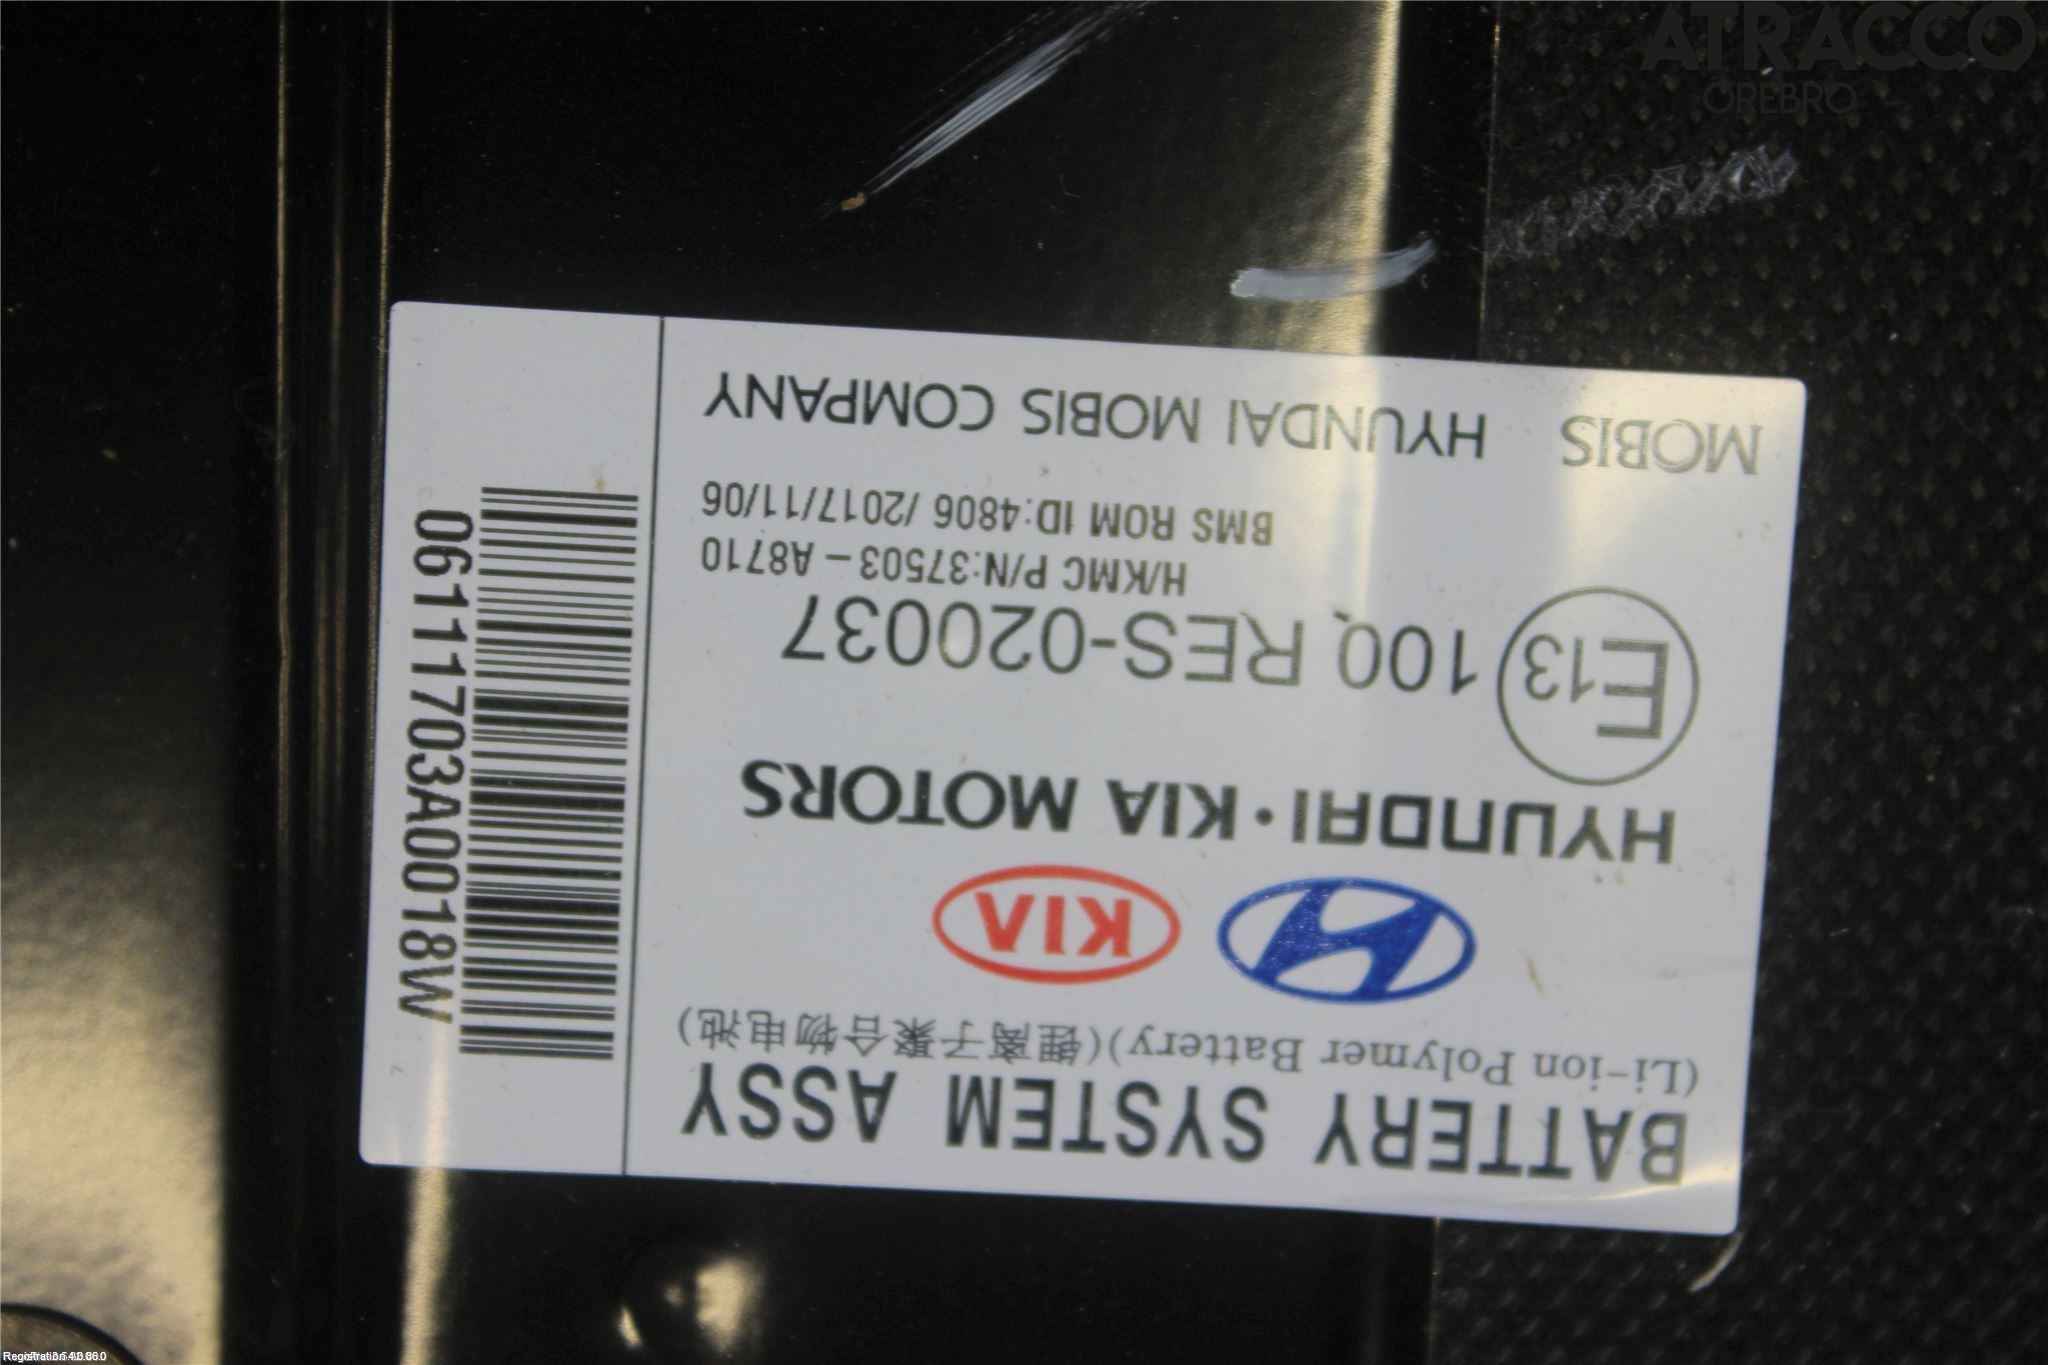 BATTERY SYSTEM ASSY
(Li-ion Polymer Battery)(锂离子聚合物电池)
KIA
HYUNDAI·KIA MOTORS
E13 100 RES-020037
H/KMC P/N:37503-A8710
BMS ROM ID:4806 /2017/11/06
MOBIS HYUNDAI MOBIS COMPANY
0611703A0018W
ATRACCO
ÖREBRO